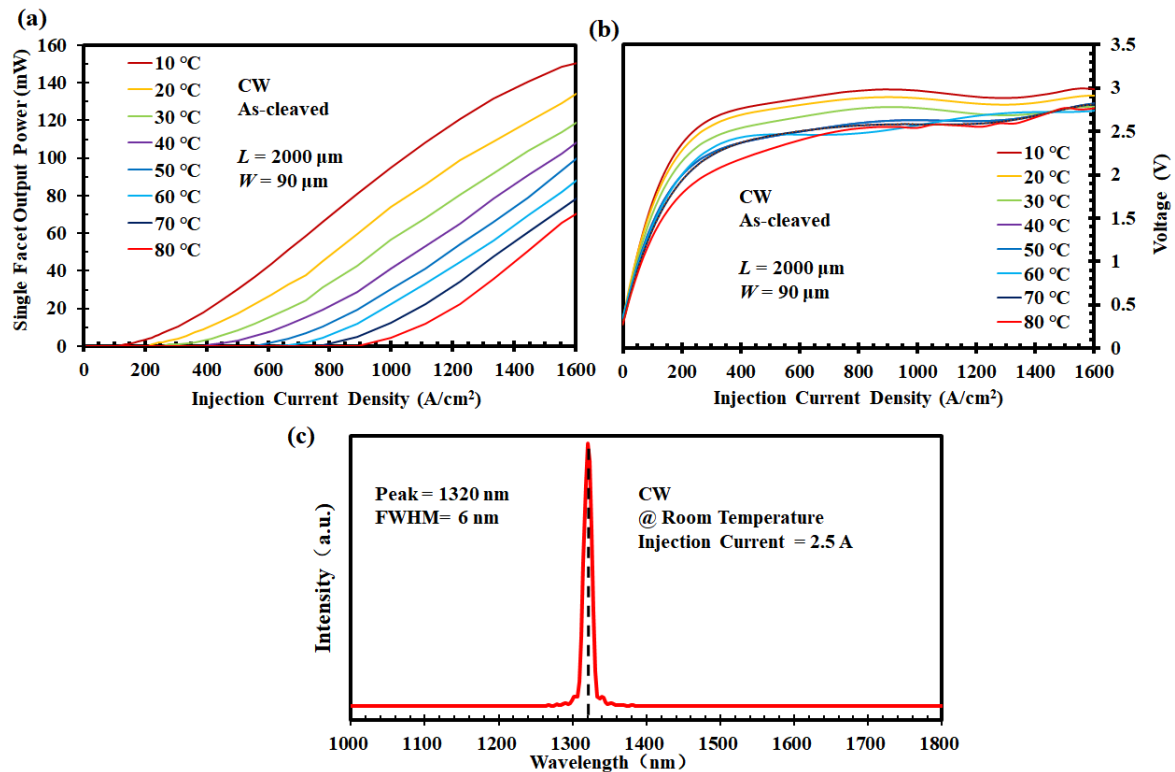 (a)
Single Facet Output Power (mW)
160
140
120
100
80
60
40
20
0
10 ℃
20 ℃
30 ℃
40 ℃
50 ℃
60 ℃
70 ℃
80 ℃
CW
As-cleaved
L = 2000 μm
W = 90 μm
0 200 400 600 800 1000 1200 1400 1600
Injection Current Density (A/cm²)
(b)
CW
As-cleaved
L = 2000 μm
W = 90 μm
10 ℃
20 ℃
30 ℃
40 ℃
50 ℃
60 ℃
70 ℃
80 ℃
3.5
3
2.5
2
1.5
1
0.5
0
Voltage (V)
0 200 400 600 800 1000 1200 1400 1600
Injection Current Density (A/cm²)
(c)
Intensity（a.u.）
Peak = 1320 nm
FWHM= 6 nm
CW
@ Room Temperature
Injection Current = 2.5 A
1000 1100 1200 1300 1400 1500 1600 1700 1800
Wavelength（nm）